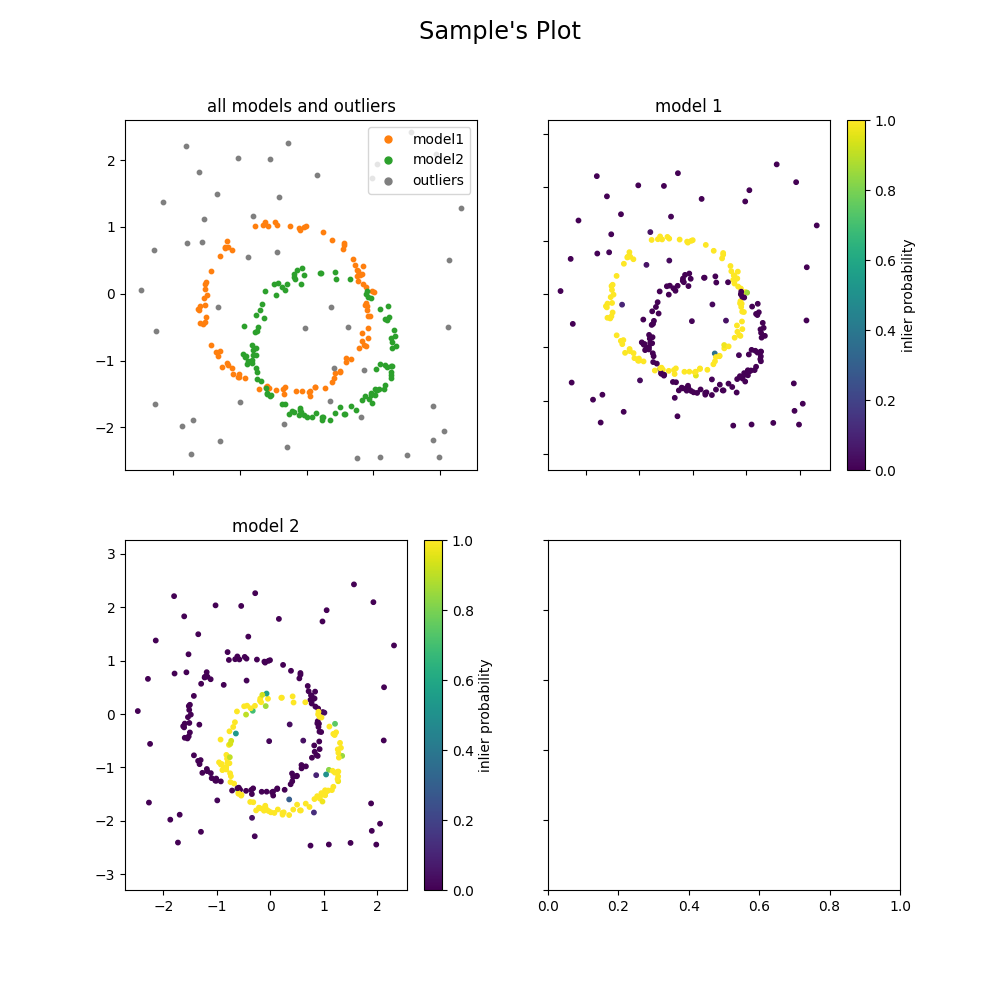 Sample's Plot
all models and outliers
model1
model2
outliers
2
1
0
−1
−2
model 1
1.0
0.8
0.6
0.4
0.2
0.0
inlier probability
model 2
3
2
1
0
−1
−2
−3
−2 −1 0 1 2
1.0
0.8
0.6
0.4
0.2
0.0
inlier probability
0.0 0.2 0.4 0.6 0.8 1.0